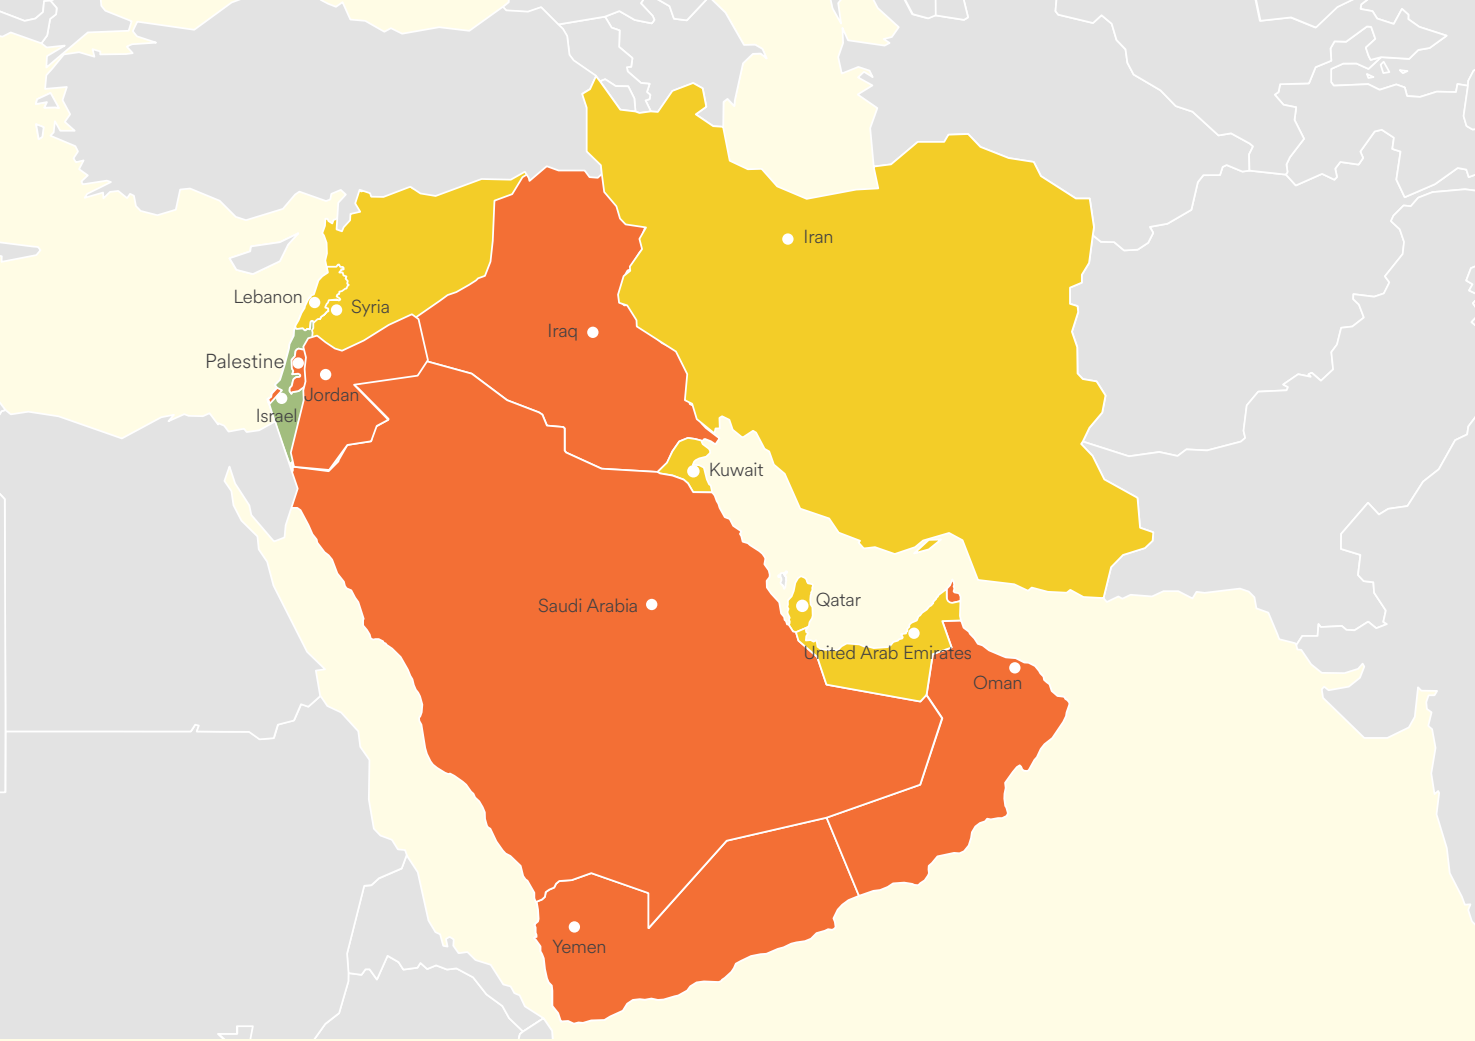 Iran
Lebanon
Syria
Iraq
Palestine
Jordan
Israel
Kuwait
Qatar
Saudi Arabia
United Arab Emirates
Oman
Yemen